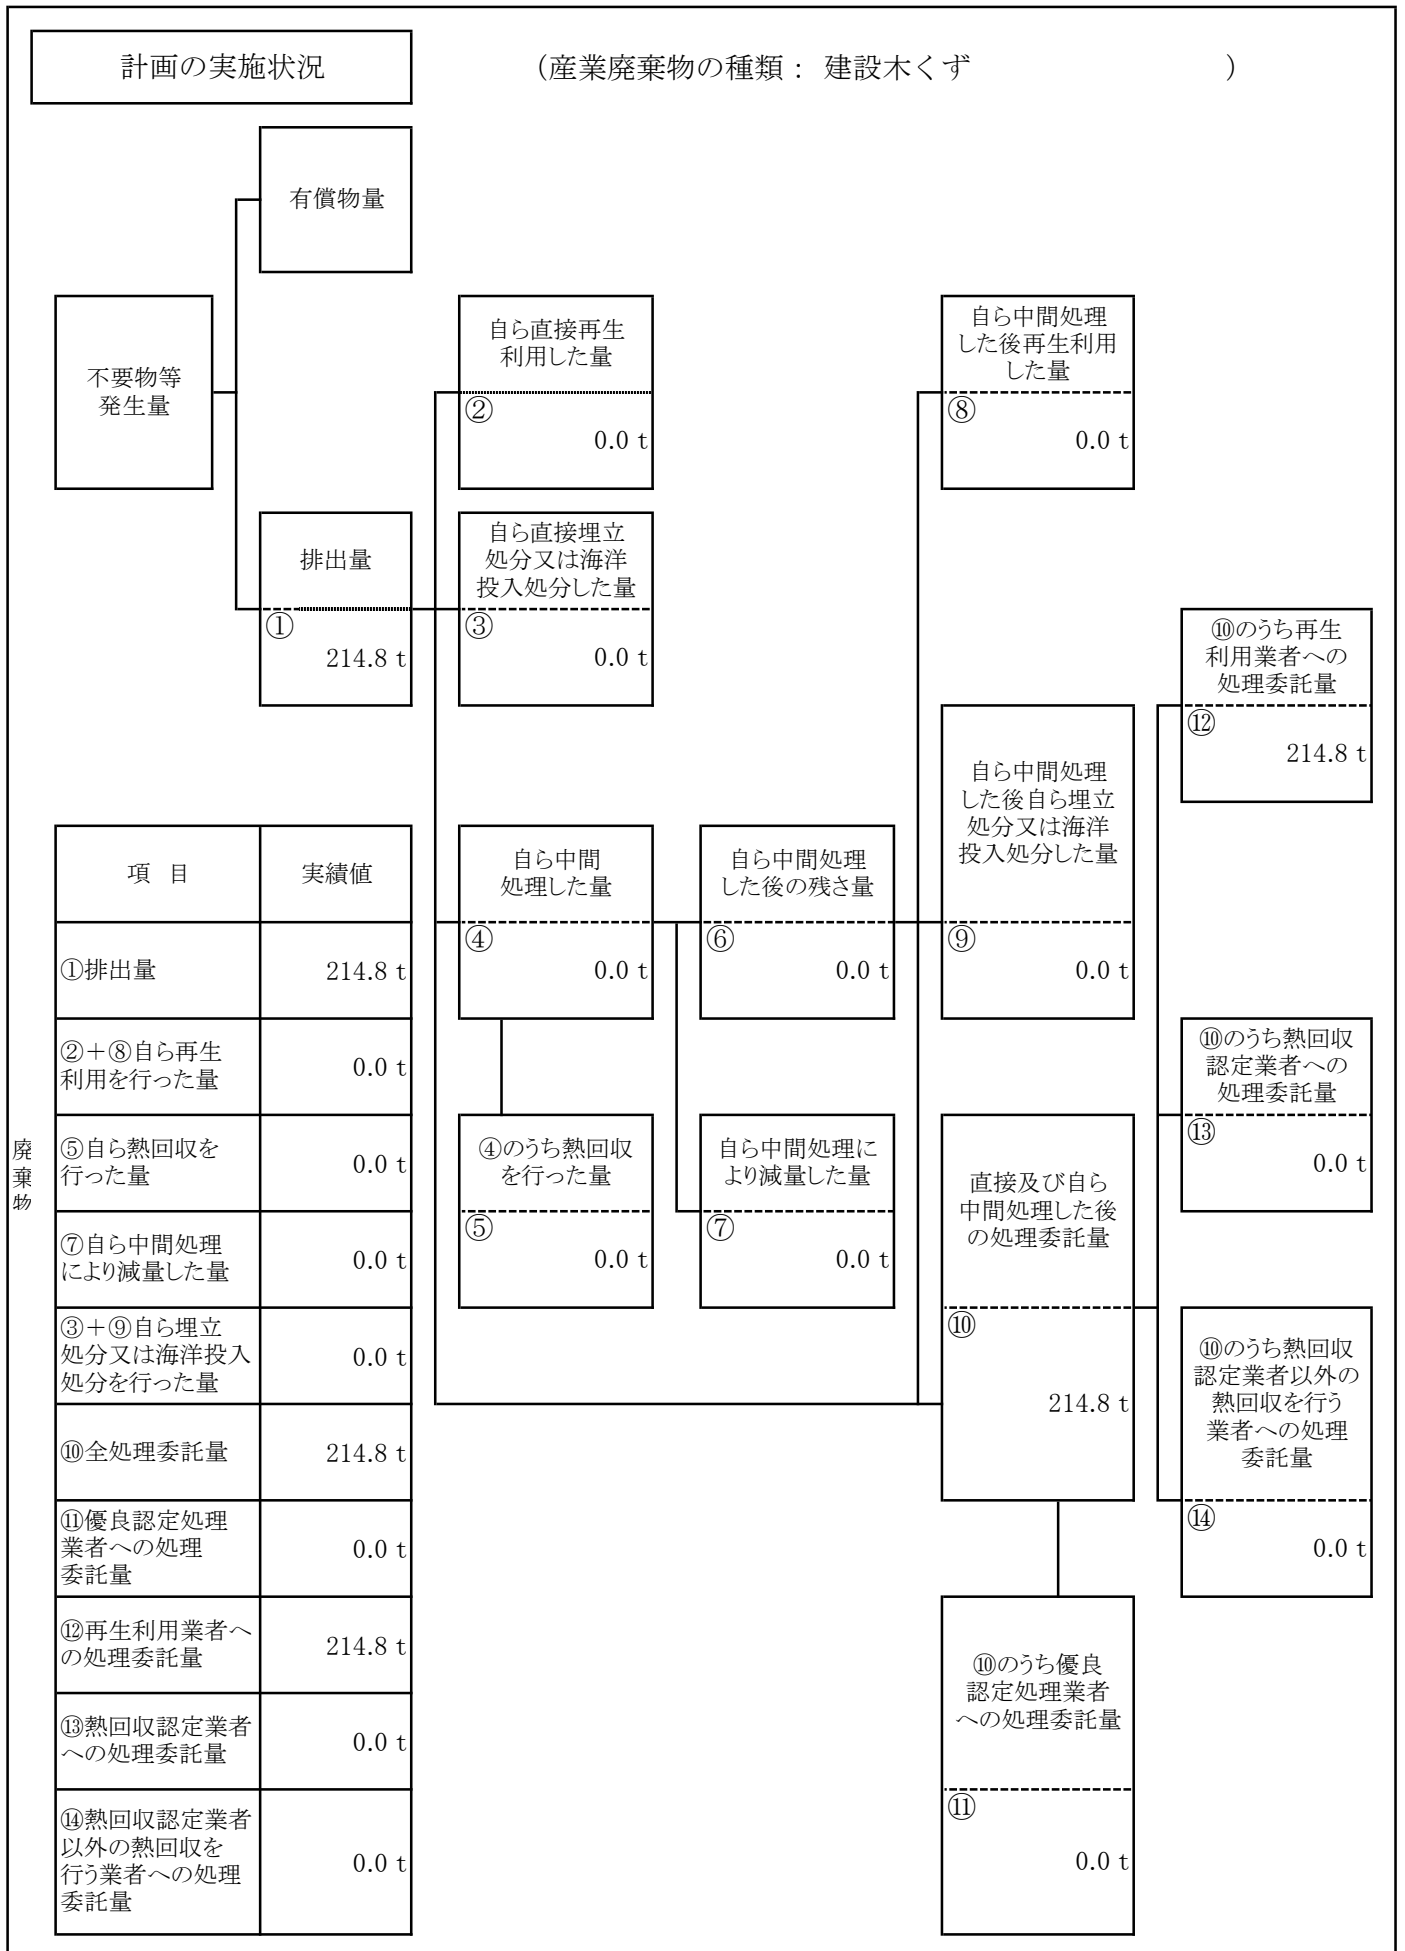 計画の実施状況
（産業廃棄物の種類： 建設木くず ）
有償物量
不要物等
発生量
自ら直接再生
利用した量
②
0.0 t
自ら中間処理
した後再生利用
した量
⑧
0.0 t
排出量
①
214.8 t
自ら直接埋立
処分又は海洋
投入処分した量
③
0.0 t
⑩のうち再生
利用業者への
処理委託量
⑫
214.8 t
自ら中間処理
した後自ら埋立
処分又は海洋
投入処分した量
⑨
0.0 t
自ら中間
処理した量
④
0.0 t
自ら中間処理
した後の残さ量
⑥
0.0 t
⑩のうち熱回収
認定業者への
処理委託量
⑬
0.0 t
④のうち熱回収
を行った量
⑤
0.0 t
自ら中間処理に
より減量した量
⑦
0.0 t
直接及び自ら
中間処理した後
の処理委託量
⑩
214.8 t
⑩のうち熱回収
認定業者以外の
熱回収を行う
業者への処理
委託量
⑭
0.0 t
⑩のうち優良
認定処理業者
への処理委託量
⑪
0.0 t
項 目 実績値
①排出量 214.8 t
②＋⑧自ら再生
利用を行った量
0.0 t
⑤自ら熱回収を
行った量
0.0 t
⑦自ら中間処理
により減量した量
0.0 t
③＋⑨自ら埋立
処分又は海洋投入
処分を行った量
0.0 t
⑩全処理委託量 214.8 t
⑪優良認定処理
業者への処理
委託量
0.0 t
⑫再生利用業者へ
の処理委託量
214.8 t
⑬熱回収認定業者
への処理委託量
0.0 t
⑭熱回収認定業者
以外の熱回収を
行う業者への処理
委託量
0.0 t
廃
棄
物